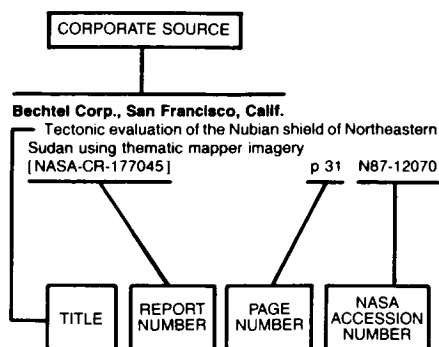 CORPORATE SOURCE
Bechtel Corp., San Francisco, Calif.
Tectonic evaluation of the Nubian shield of Northeastern
Sudan using thematic mapper imagery
[NASA-CR-177045] p 31 N87-12070
TITLE
REPORT
NUMBER
PAGE
NUMBER
NASA
ACCESSION
NUMBER